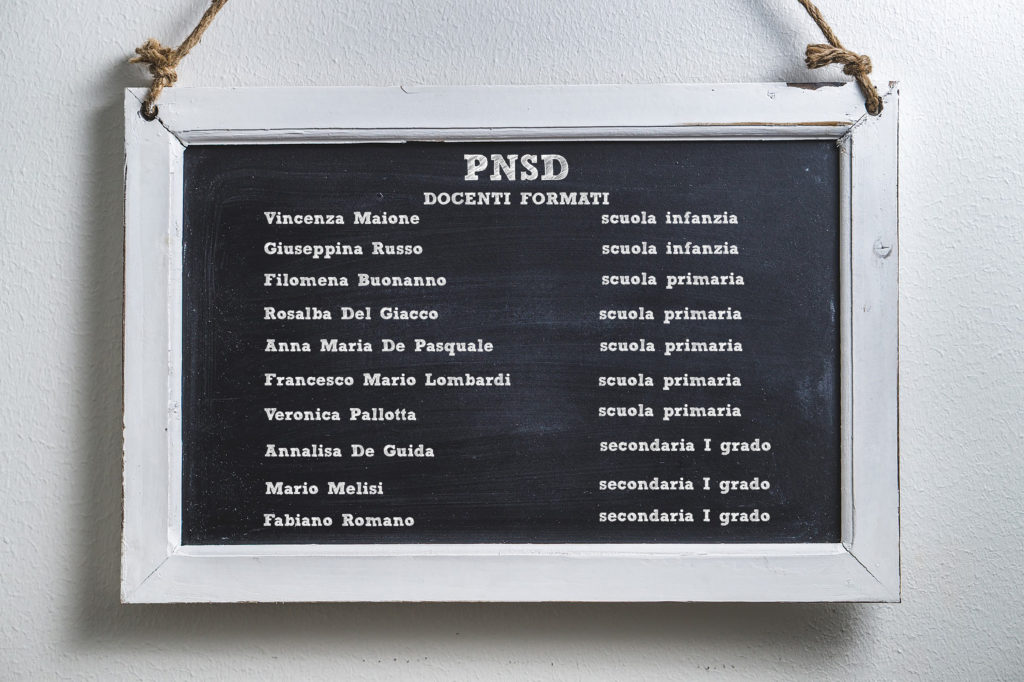 PNSD
DOCENTI FORMATI
Vincenza Maione scuola infanzia
Giuseppina Russo scuola infanzia
Filomena Buonanno scuola primaria
Rosalba Del Giacco scuola primaria
Anna Maria De Pasquale scuola primaria
Francesco Mario Lombardi scuola primaria
Veronica Pallotta scuola primaria
Annalisa De Guida secondaria I grado
Mario Melisi secondaria I grado
Fabiano Romano secondaria I grado